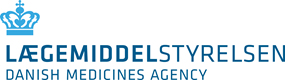 LÆGEMIDDELSTYRELSEN
DANISH MEDICINES AGENCY